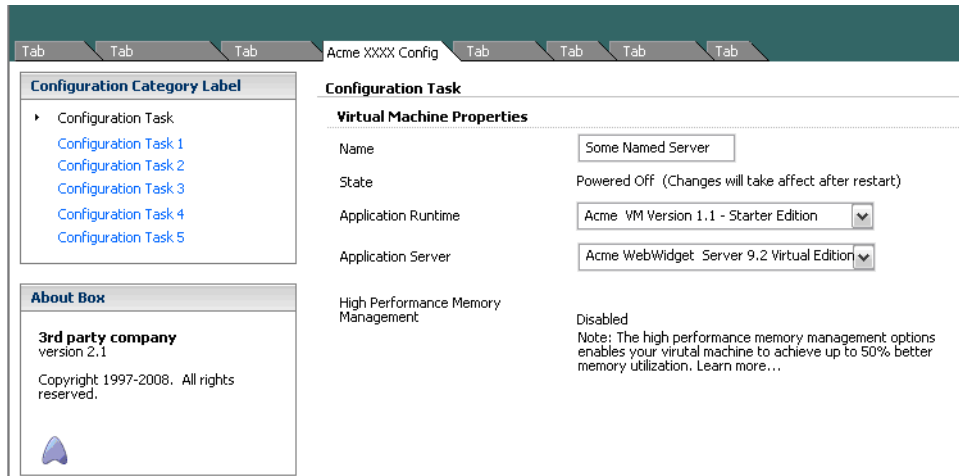 Tab Tab Tab Acme XXXX Config Tab Tab Tab Tab
Configuration Category Label
Configuration Task
Configuration Task 1
Configuration Task 2
Configuration Task 3
Configuration Task 4
Configuration Task 5
About Box
3rd party company
version 2.1
Copyright 1997-2008. All rights
reserved.
Configuration Task
Virtual Machine Properties
Name Some Named Server
State Powered Off (Changes will take affect after restart)
Application Runtime Acme VM Version 1.1 - Starter Edition
Application Server Acme WebWidget Server 9.2 Virtual Edition
High Performance Memory
Management
Disabled
Note: The high performance memory management options
enables your virutal machine to achieve up to 50% better
memory utilization. Learn more...